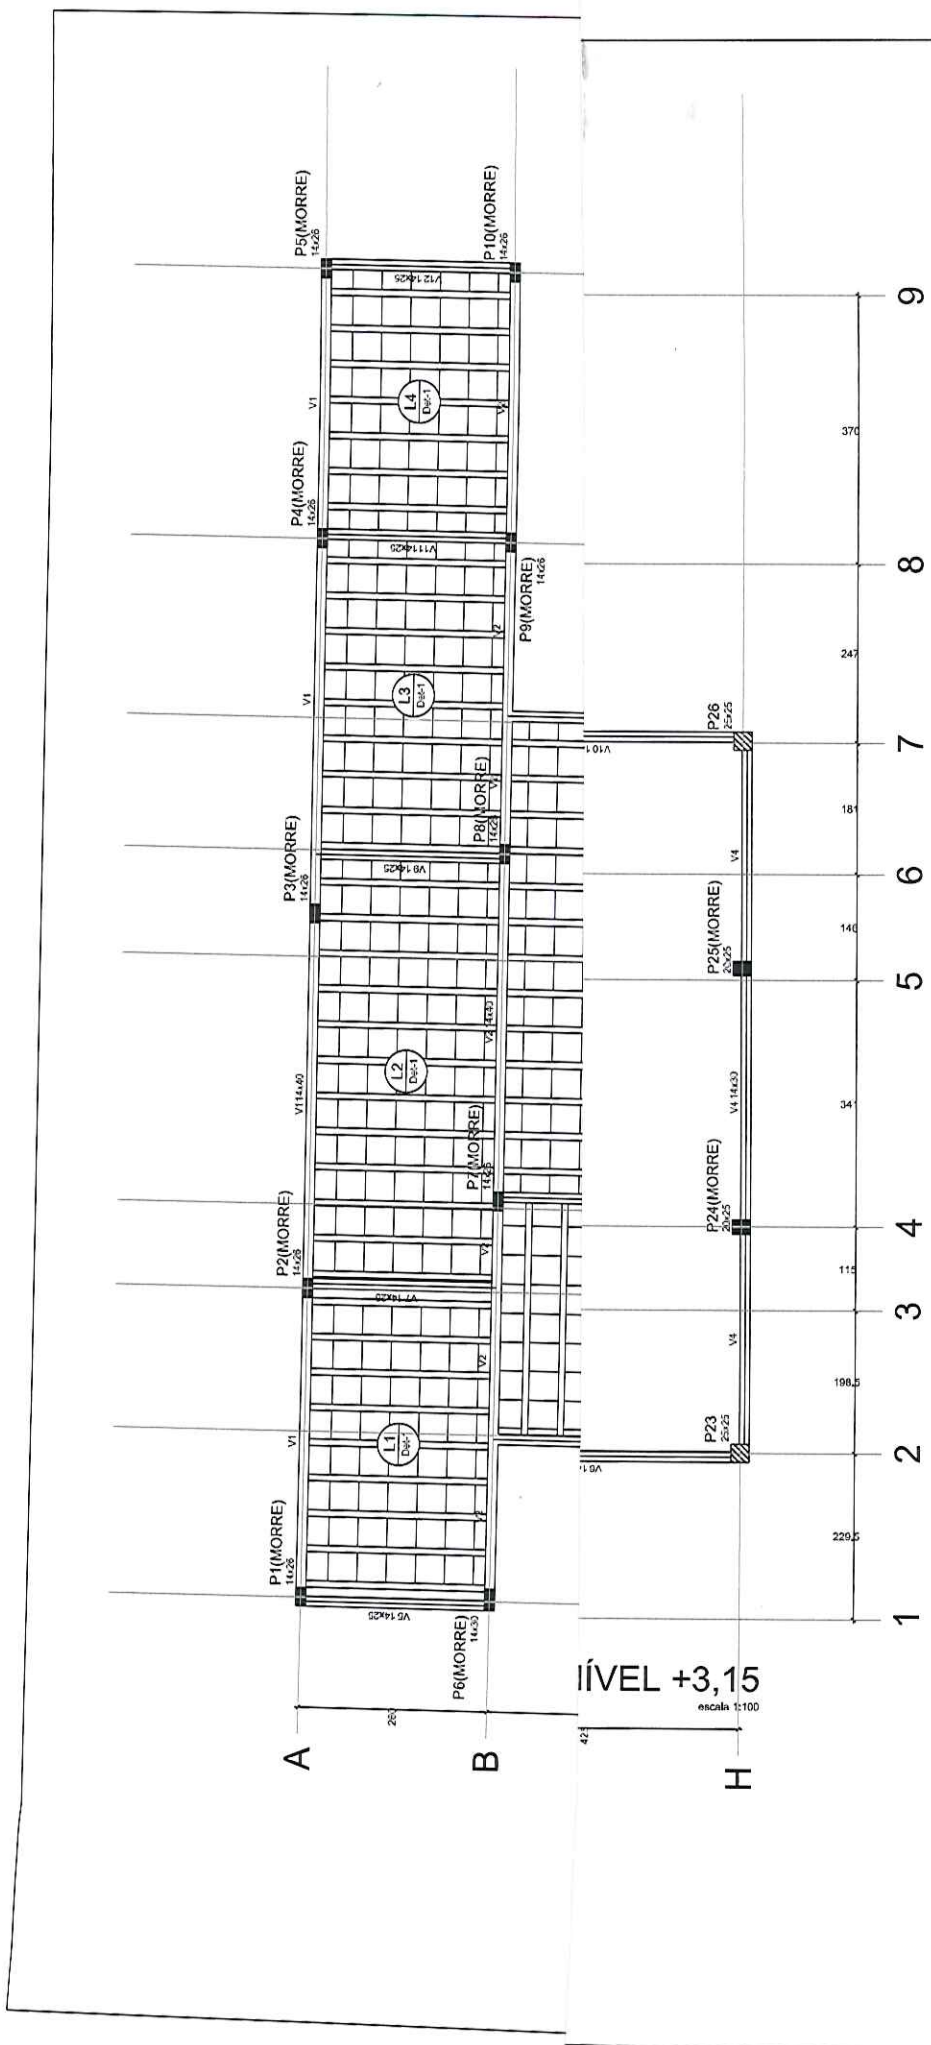 P5(MORRE)
14x26
P10(MORRE)
14x26
V12 14x25
9
V1
L4
Det-1
370
P4(MORRE)
14x26
V11 14x25
8
P9(MORRE)
14x26
V2
247
L3
Det-1
V1
P26
25x25
V10 1
7
P8(MORRE)
14x26
181
P3(MORRE)
14x26
V9 14x25
V4
6
P25(MORRE)
20x25
140
5
V2 14x40
L2
Det-1
V1 14x40
V4 14x30
341
P7(MORRE)
14x26
P24(MORRE)
20x25
4
P2(MORRE)
14x26
V2
115
V7 14x25
3
V2
V4
198,5
P23
25x25
L1
Det-1
V1
2
V6 14
V2
P1(MORRE)
14x26
229,5
V5 14x25
P6(MORRE)
14x30
1
ÍVEL +3,15
escala 1:100
260
425
A
B
H